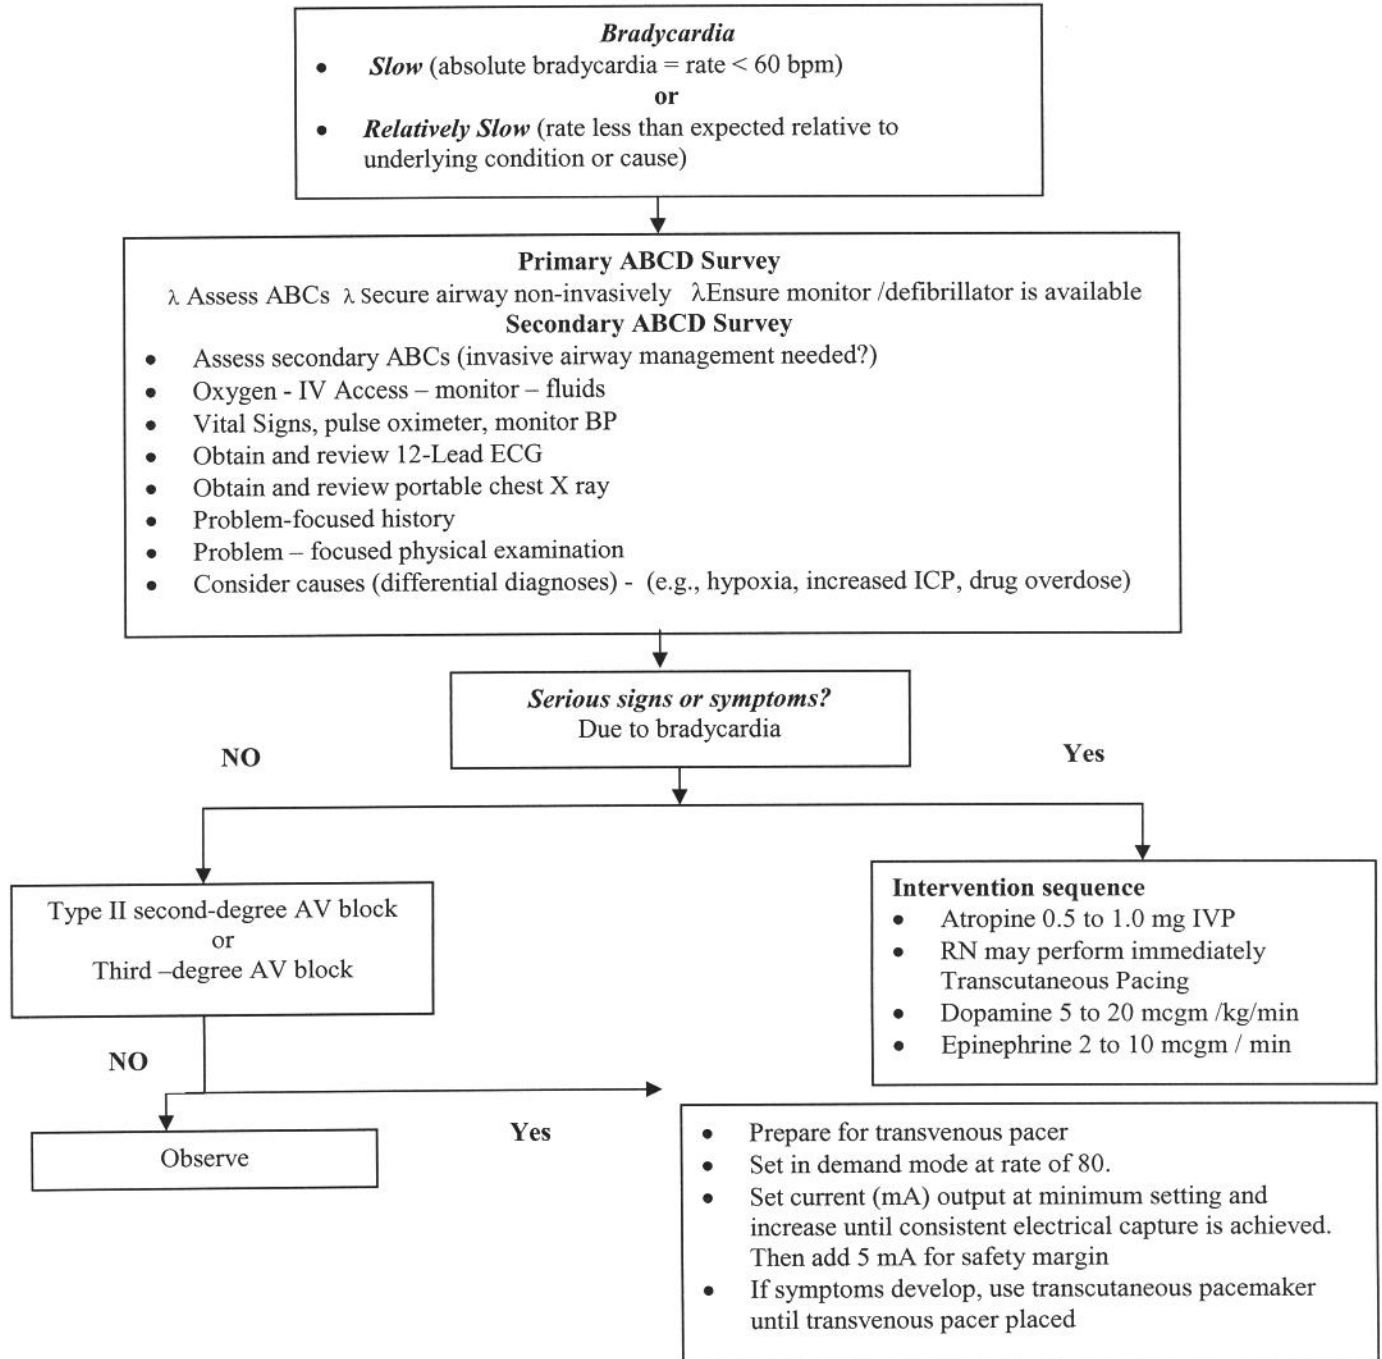 Bradycardia
• Slow (absolute bradycardia = rate < 60 bpm)
or
• Relatively Slow (rate less than expected relative to
underlying condition or cause)
Primary ABCD Survey
λ Assess ABCs λ Secure airway non-invasively λEnsure monitor /defibrillator is available
Secondary ABCD Survey
• Assess secondary ABCs (invasive airway management needed?)
• Oxygen - IV Access – monitor – fluids
• Vital Signs, pulse oximeter, monitor BP
• Obtain and review 12-Lead ECG
• Obtain and review portable chest X ray
• Problem-focused history
• Problem – focused physical examination
• Consider causes (differential diagnoses) - (e.g., hypoxia, increased ICP, drug overdose)
Serious signs or symptoms?
Due to bradycardia
NO
Yes
Type II second-degree AV block
or
Third –degree AV block
Intervention sequence
• Atropine 0.5 to 1.0 mg IVP
• RN may perform immediately
Transcutaneous Pacing
• Dopamine 5 to 20 mcgm /kg/min
• Epinephrine 2 to 10 mcgm / min
NO
Yes
Observe
• Prepare for transvenous pacer
• Set in demand mode at rate of 80.
• Set current (mA) output at minimum setting and
increase until consistent electrical capture is achieved.
Then add 5 mA for safety margin
• If symptoms develop, use transcutaneous pacemaker
until transvenous pacer placed